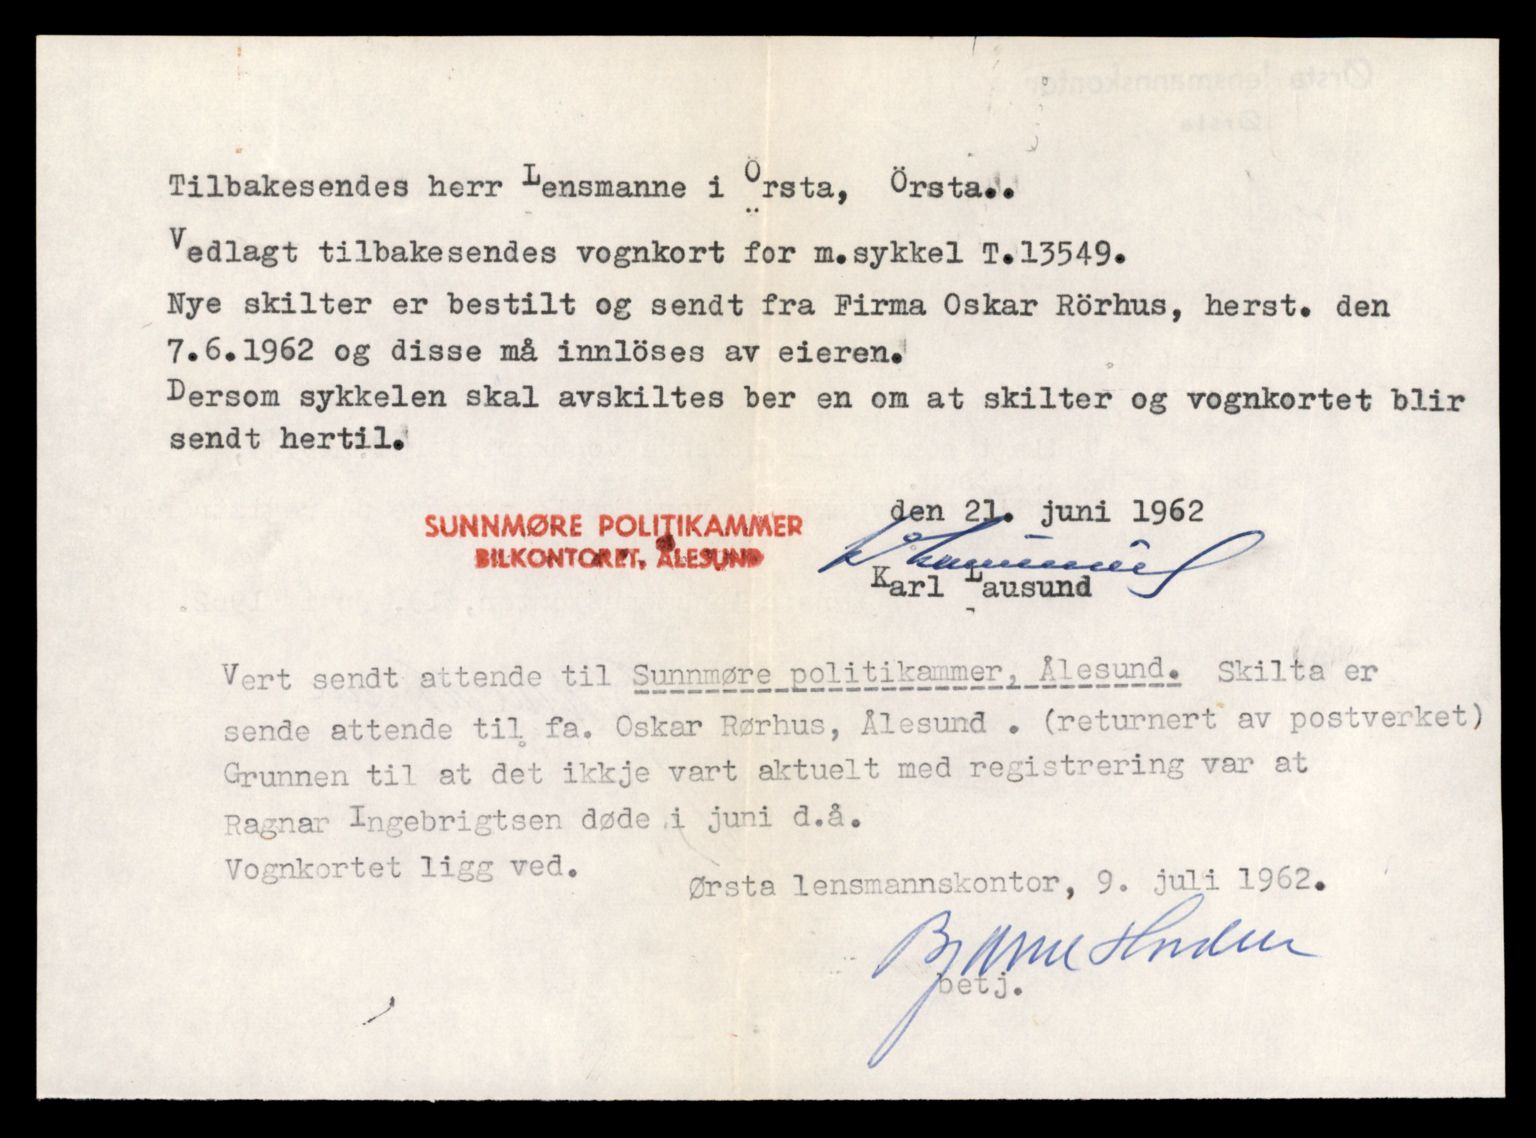 Tilbakesendes herr Lensmanne i Örsta, Örsta..
Vedlagt tilbakesendes vognkort for m.sykkel T.13549.
Nye skilter er bestilt og sendt fra Firma Oskar Rörhus, herst. den
7.6.1962 og disse må innlöses av eieren.
Dersom sykkelen skal avskiltes ber en om at skilter og vognkortet blir
sendt hertil.
den 21. juni 1962
SUNNMØRE POLITIKAMMER
BILKONTORET, ÅLESUND
Karl Lausund
Vert sendt attende til Sunnmøre politikammer, Ålesund. Skilta er
sende attende til fa. Oskar Rørhus, Ålesund . (returnert av postverket)
Grunnen til at det ikkje vart aktuelt med registrering var at
Ragnar Ingebrigtsen døde i juni d.å.
Vognkortet ligg ved.
Ørsta lensmannskontor, 9. juli 1962.
Bjarne
betj.